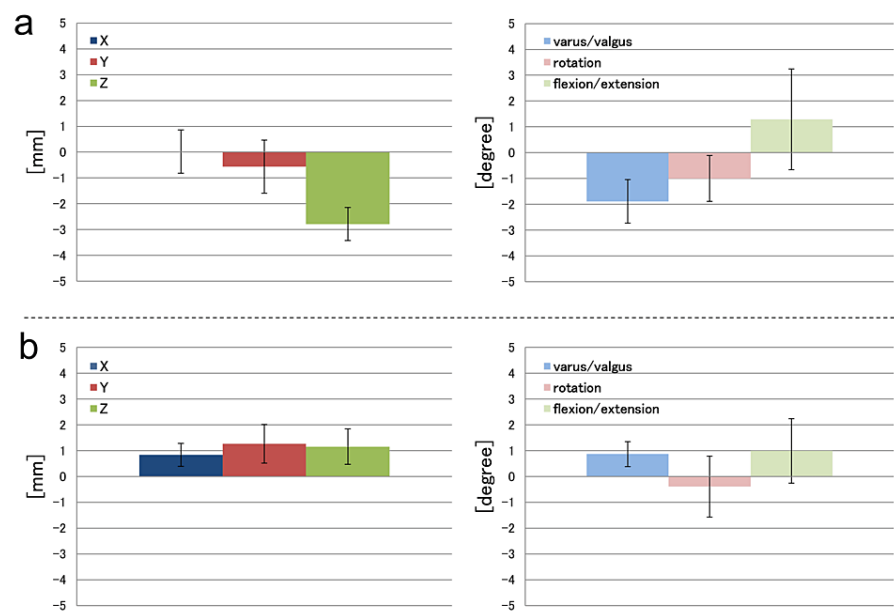 a
5
4
3
2
1
0
-1
-2
-3
-4
-5
[mm]
X
Y
Z
5
4
3
2
1
0
-1
-2
-3
-4
-5
[degree]
varus/valgus
rotation
flexion/extension
b
5
4
3
2
1
0
-1
-2
-3
-4
-5
[mm]
X
Y
Z
5
4
3
2
1
0
-1
-2
-3
-4
-5
[degree]
varus/valgus
rotation
flexion/extension